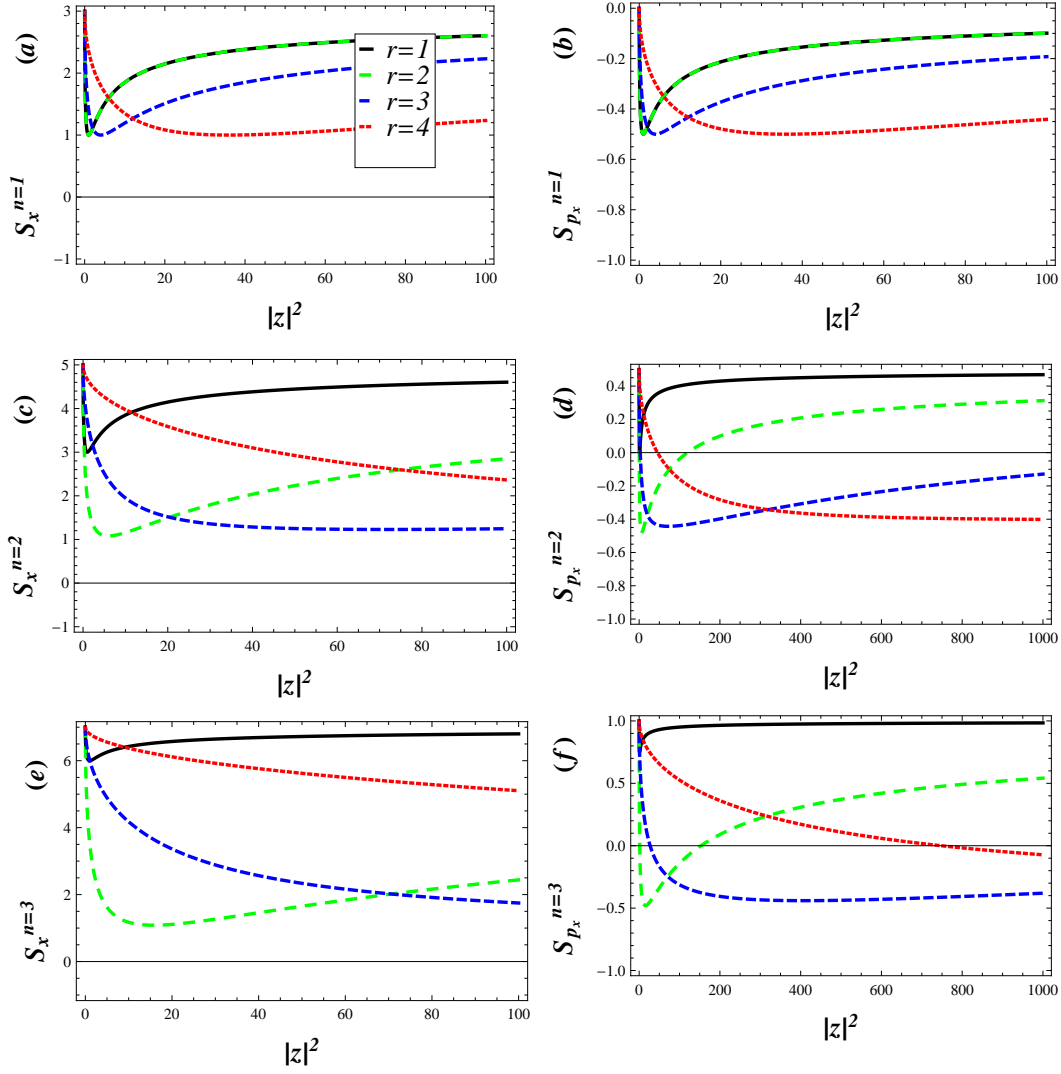 (a)
S_x^{n=1}
3
2
1
0
−1
r=1
r=2
r=3
r=4
0 20 40 60 80 100
|z|²
(b)
S_{p_x}^{n=1}
0.0
−0.2
−0.4
−0.6
−0.8
−1.0
0 20 40 60 80 100
|z|²
(c)
S_x^{n=2}
5
4
3
2
1
0
−1
0 20 40 60 80 100
|z|²
(d)
S_{p_x}^{n=2}
0.4
0.2
0.0
−0.2
−0.4
−0.6
−0.8
−1.0
0 200 400 600 800 1000
|z|²
(e)
S_x^{n=3}
6
4
2
0
0 20 40 60 80 100
|z|²
(f)
S_{p_x}^{n=3}
1.0
0.5
0.0
−0.5
−1.0
0 200 400 600 800 1000
|z|²